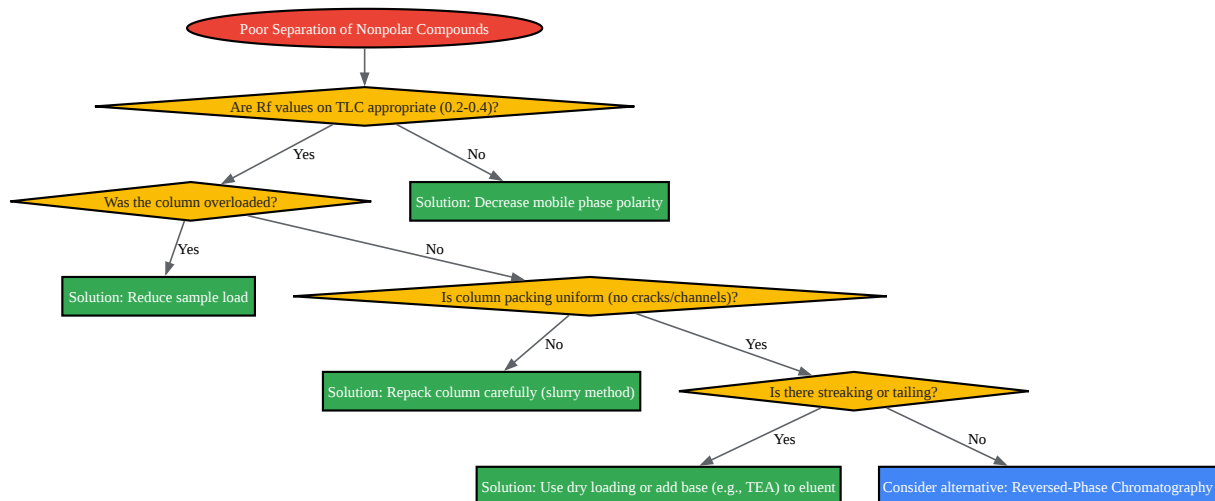 Poor Separation of Nonpolar Compounds
Are Rf values on TLC appropriate (0.2-0.4)?
Yes
No
Was the column overloaded?
Solution: Decrease mobile phase polarity
Yes
No
Solution: Reduce sample load
Is column packing uniform (no cracks/channels)?
No
Yes
Solution: Repack column carefully (slurry method)
Is there streaking or tailing?
Yes
No
Solution: Use dry loading or add base (e.g., TEA) to eluent
Consider alternative: Reversed-Phase Chromatography